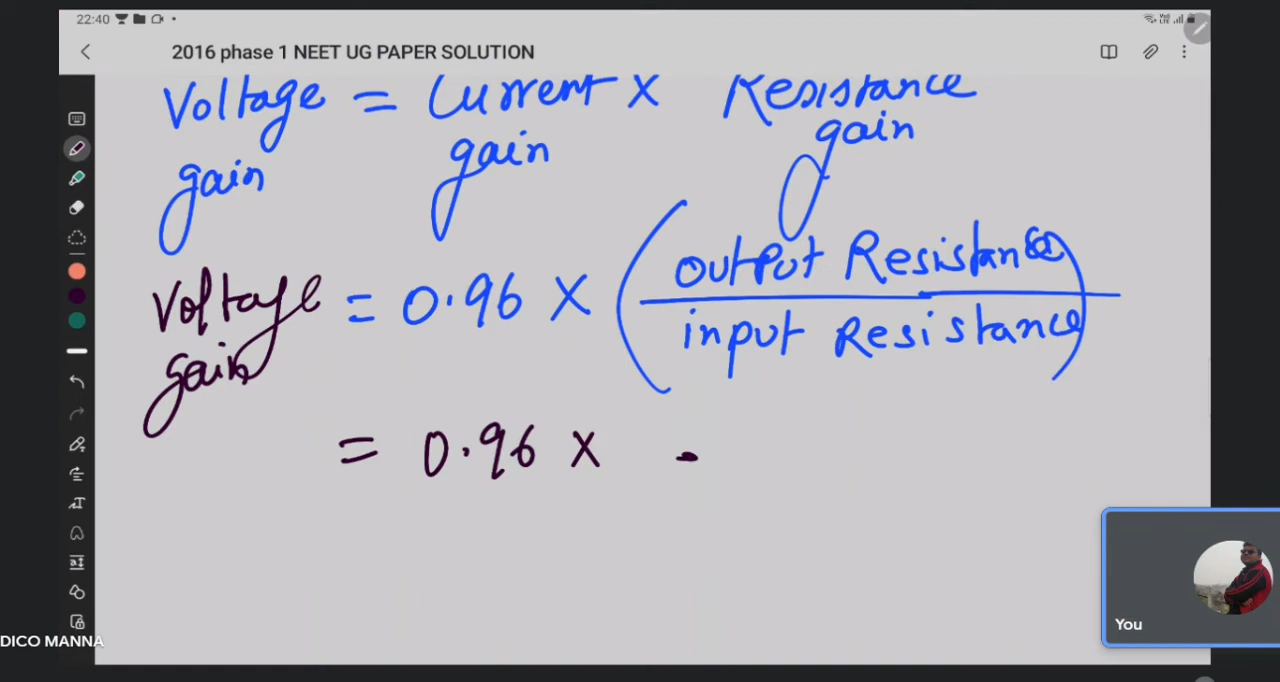 22:40
2016 phase 1 NEET UG PAPER SOLUTION
Voltage = Current X Resistance
gain gain gain
Voltage = 0.96 X (output Resistance
gain input Resistance)
= 0.96 X -
You
DICO MANNA